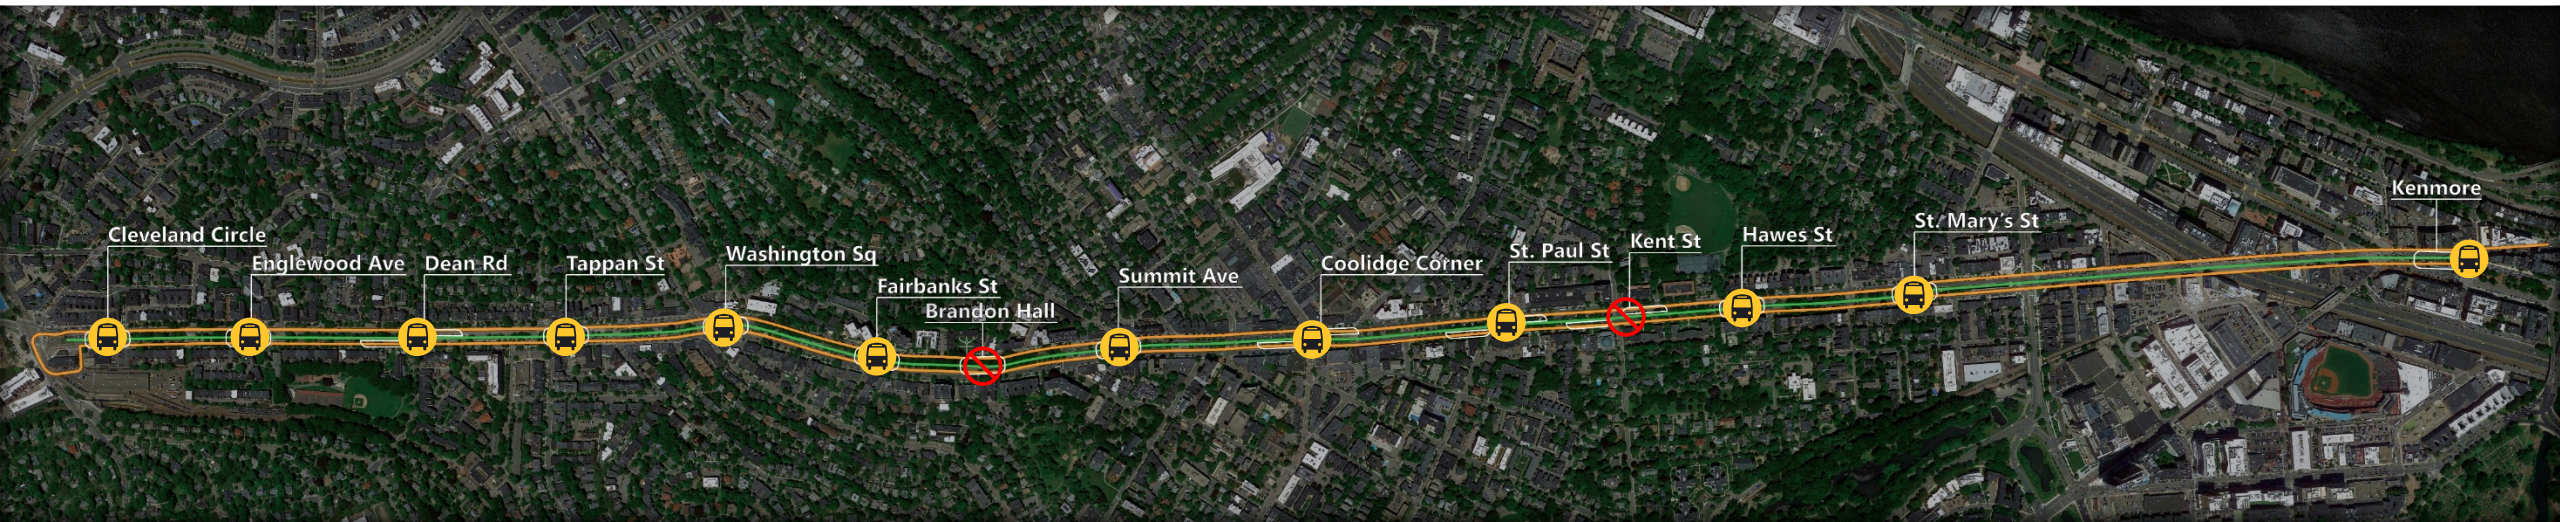 Cleveland Circle
Englewood Ave
Dean Rd
Tappan St
Washington Sq
Fairbanks St
Brandon Hall
Summit Ave
Coolidge Corner
St. Paul St
Kent St
Hawes St
St. Mary's St
Kenmore